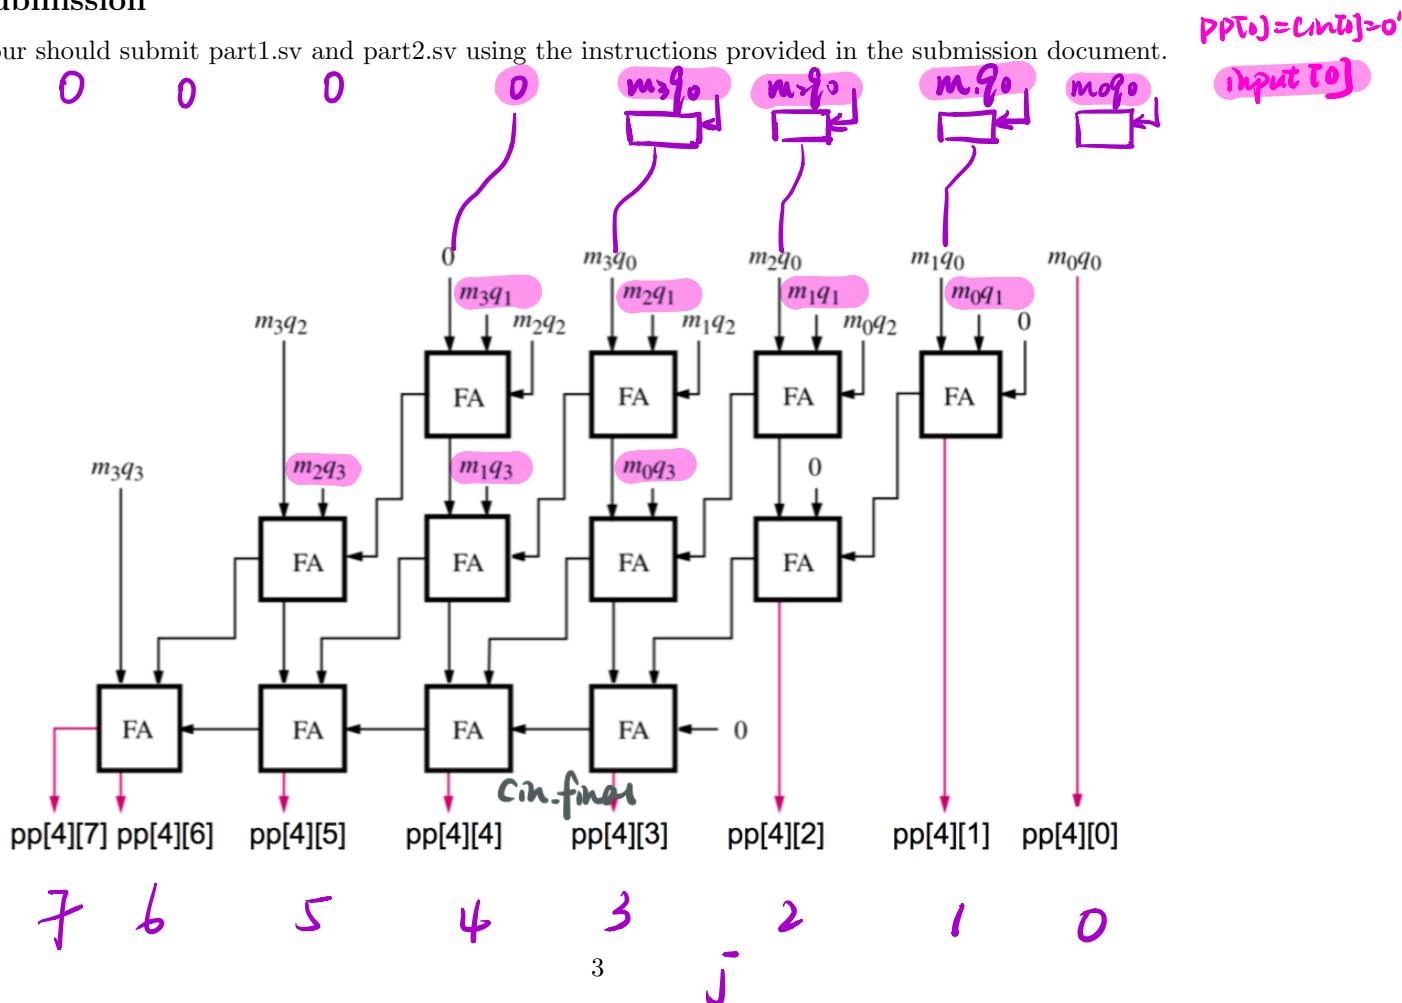 ubmission
pp[0]=Cin[0]=0'
our should submit part1.sv and part2.sv using the instructions provided in the submission document.
0 0 0 0 m3q0 m2q0 m1q0 m0q0 input [0]
0 m3q0 m2q0 m1q0 m0q0
m3q1 m2q1 m1q1 m0q1
m3q2 m2q2 m1q2 m0q2 0
FA FA FA FA
m3q3 m2q3 m1q3 m0q3 0
FA FA FA FA
FA FA FA FA 0
Cin.final
pp[4][7] pp[4][6] pp[4][5] pp[4][4] pp[4][3] pp[4][2] pp[4][1] pp[4][0]
7 6 5 4 3 2 1 0
3
j